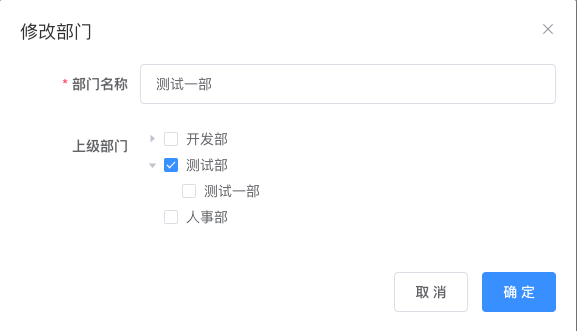 修改部门
* 部门名称 测试一部
上级部门 开发部
测试部
测试一部
人事部
取消 确定